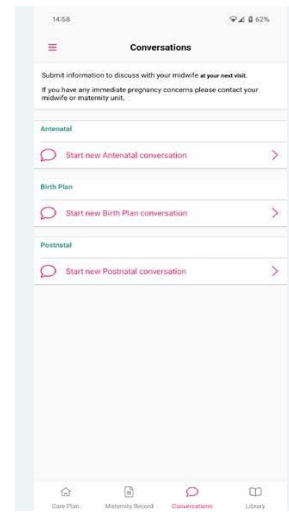 14:58
62%
Conversations
Submit information to discuss with your midwife at your next visit.
If you have any immediate pregnancy concerns please contact your
midwife or maternity unit.
Antenatal
Start new Antenatal conversation
Birth Plan
Start new Birth Plan conversation
Postnatal
Start new Postnatal conversation
Care Plan
Maternity Record
Conversations
Library